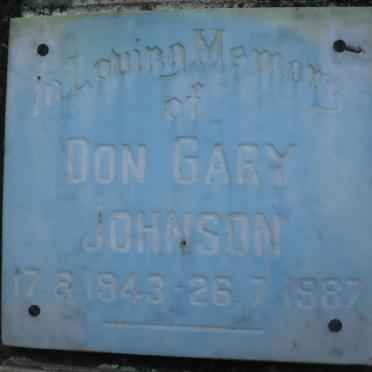 In Loving Memory
of
DON GARY
JOHNSON
17.8.1943-26.7.1987